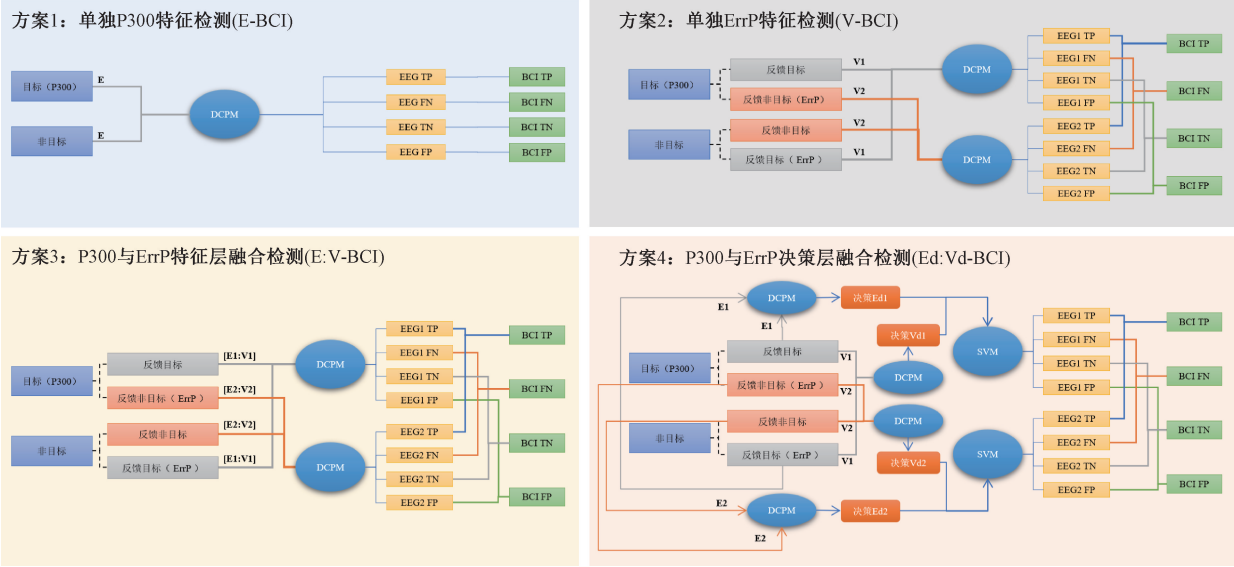 方案1：单独P300特征检测(E-BCI)
目标（P300）
E
非目标
E
DCPM
EEG TP
EEG FN
EEG TN
EEG FP
BCI TP
BCI FN
BCI TN
BCI FP
方案2：单独ErrP特征检测(V-BCI)
目标（P300）
非目标
反馈目标
V1
反馈非目标（ErrP）
V2
反馈非目标
V2
反馈目标（ ErrP ）
V1
DCPM
DCPM
EEG1 TP
EEG1 FN
EEG1 TN
EEG1 FP
EEG2 TP
EEG2 FN
EEG2 TN
EEG2 FP
BCI TP
BCI FN
BCI TN
BCI FP
方案3：P300与ErrP特征层融合检测(E:V-BCI)
目标（P300）
非目标
反馈目标
[E1:V1]
反馈非目标（ ErrP ）
[E2:V2]
反馈非目标
[E2:V2]
反馈目标（ ErrP ）
[E1:V1]
DCPM
DCPM
EEG1 TP
EEG1 FN
EEG1 TN
EEG1 FP
EEG2 TP
EEG2 FN
EEG2 TN
EEG2 FP
BCI TP
BCI FN
BCI TN
BCI FP
方案4：P300与ErrP决策层融合检测(Ed:Vd-BCI)
E1
E1
DCPM
决策Ed1
目标（P300）
非目标
反馈目标
V1
反馈非目标（ ErrP ）
V2
反馈非目标
V2
反馈目标（ ErrP ）
V1
决策Vd1
DCPM
DCPM
决策Vd2
E2
E2
DCPM
决策Ed2
SVM
SVM
EEG1 TP
EEG1 FN
EEG1 TN
EEG1 FP
EEG2 TP
EEG2 FN
EEG2 TN
EEG2 FP
BCI TP
BCI FN
BCI TN
BCI FP